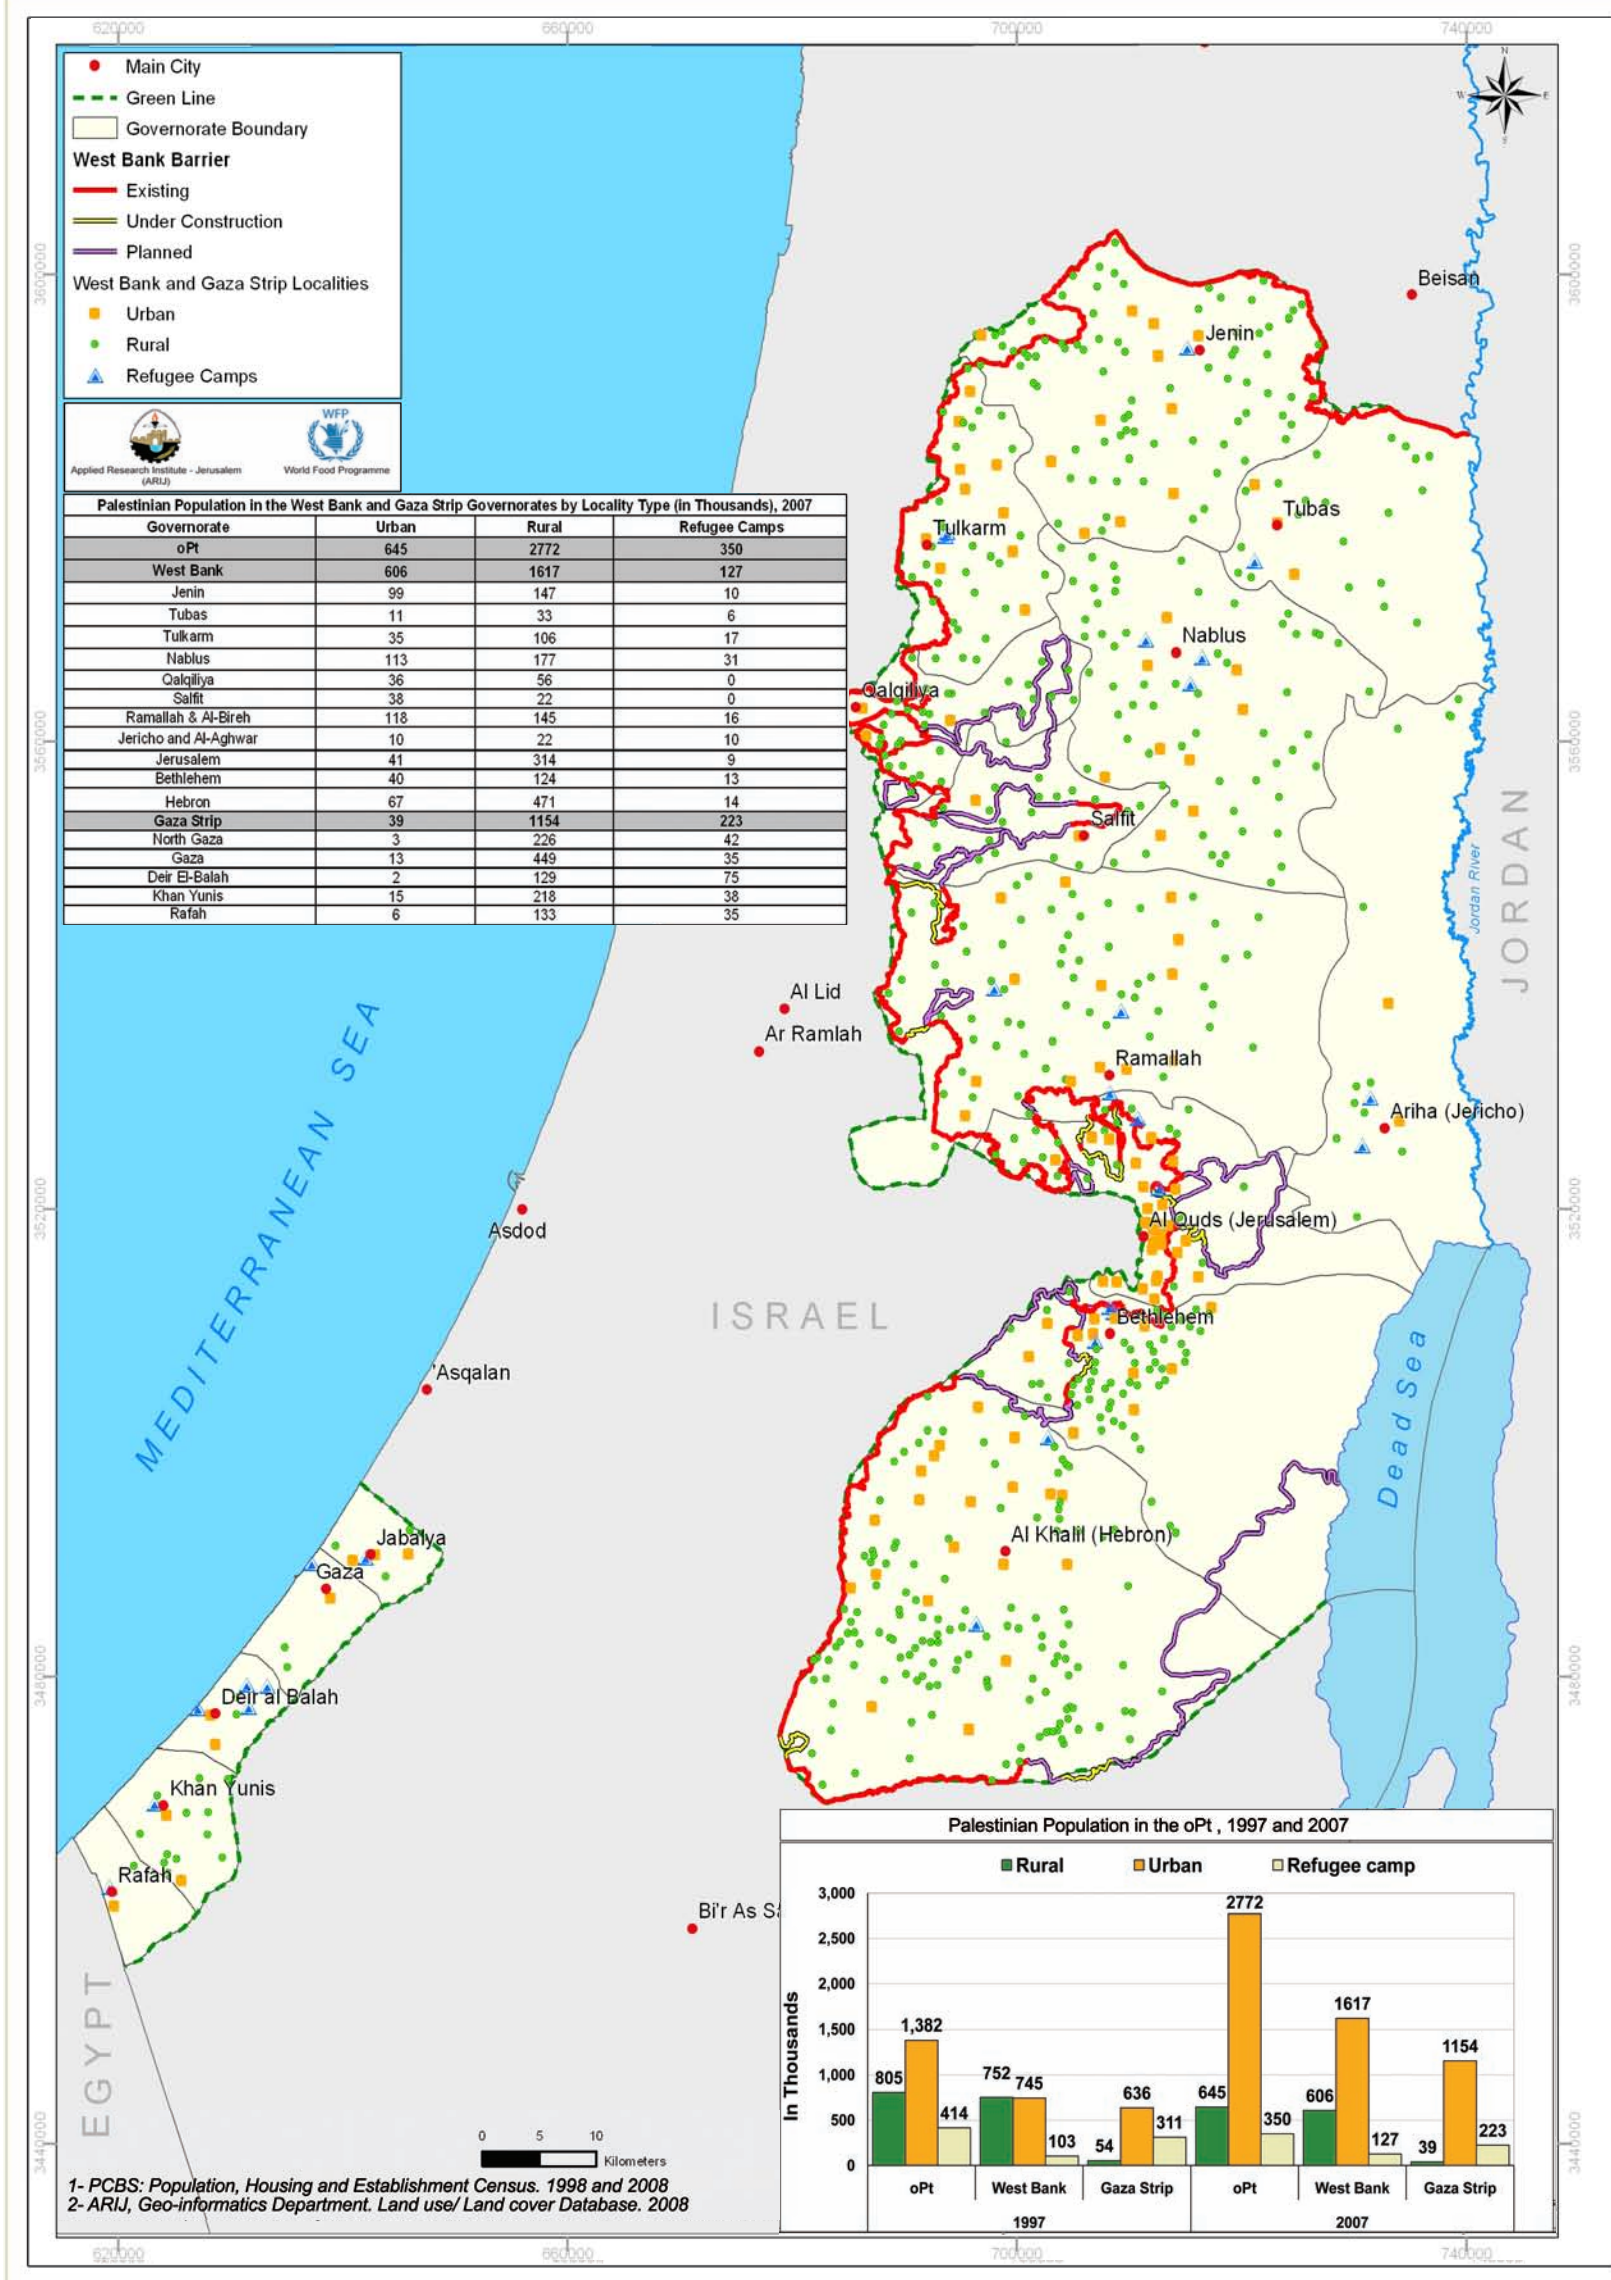 620000
660000
700000
740000
N
W
E
S
Main City
Green Line
Governorate Boundary
West Bank Barrier
Existing
Under Construction
Planned
West Bank and Gaza Strip Localities
Urban
Rural
Refugee Camps
WFP
Applied Research Institute - Jerusalem
(ARIJ)
World Food Programme
Palestinian Population in the West Bank and Gaza Strip Governorates by Locality Type (in Thousands), 2007
Governorate Urban Rural Refugee Camps
oPt 645 2772 350
West Bank 606 1617 127
Jenin 99 147 10
Tubas 11 33 6
Tulkarm 35 106 17
Nablus 113 177 31
Qalqiliya 36 56 0
Salfit 38 22 0
Ramallah & Al-Bireh 118 145 16
Jericho and Al-Aghwar 10 22 10
Jerusalem 41 314 9
Bethlehem 40 124 13
Hebron 67 471 14
Gaza Strip 39 1154 223
North Gaza 3 226 42
Gaza 13 449 35
Deir El-Balah 2 129 75
Khan Yunis 15 218 38
Rafah 6 133 35
3600000
3560000
3520000
3480000
3440000
3600000
3560000
3520000
3480000
3440000
Beisan
Jenin
Tubas
Tulkarm
Nablus
Qalqiliya
Salfit
Jordan River
JORDAN
Al Lid
Ar Ramlah
Ramallah
Ariha (Jericho)
MEDITERRANEAN SEA
Asdod
Al Quds (Jerusalem)
ISRAEL
Bethlehem
Dead Sea
'Asqalan
Al Khalil (Hebron)
Jabalya
Gaza
Deir al Balah
Khan Yunis
Rafah
Bi'r As Sa
EGYPT
0 5 10
Kilometers
1- PCBS: Population, Housing and Establishment Census. 1998 and 2008
2- ARIJ, Geo-informatics Department. Land use/ Land cover Database. 2008
Palestinian Population in the oPt , 1997 and 2007
Rural Urban Refugee camp
In Thousands
3,000
2,500
2,000
1,500
1,000
500
0
805 1,382 414
752 745 103
54 636 311
645 2772 350
606 1617 127
39 1154 223
oPt West Bank Gaza Strip oPt West Bank Gaza Strip
1997 2007
620000
660000
700000
740000